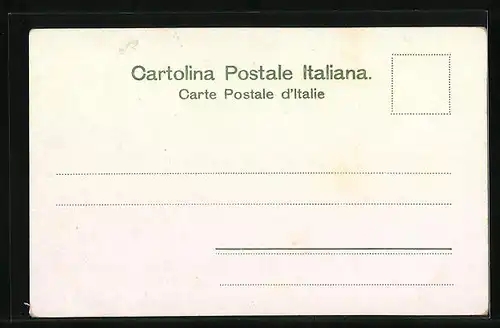 Cartolina Postale Italiana.
Carte Postale d'Italie